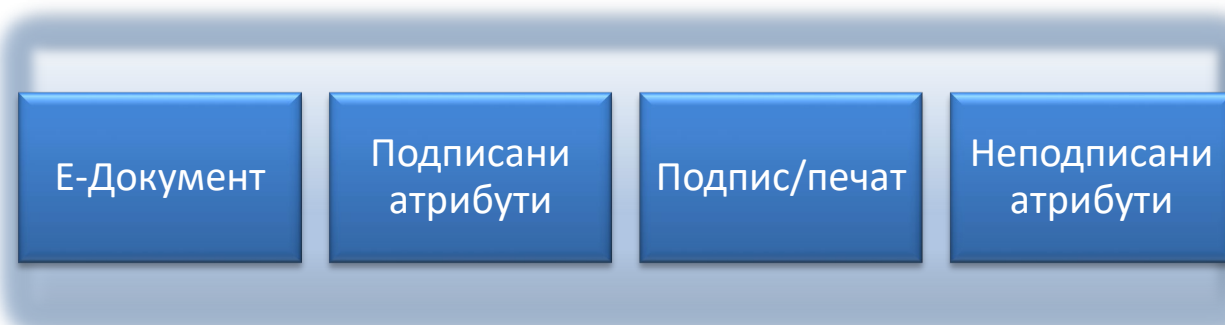 Е-Документ
Подписани
атрибути
Подпис/печат
Неподписани
атрибути